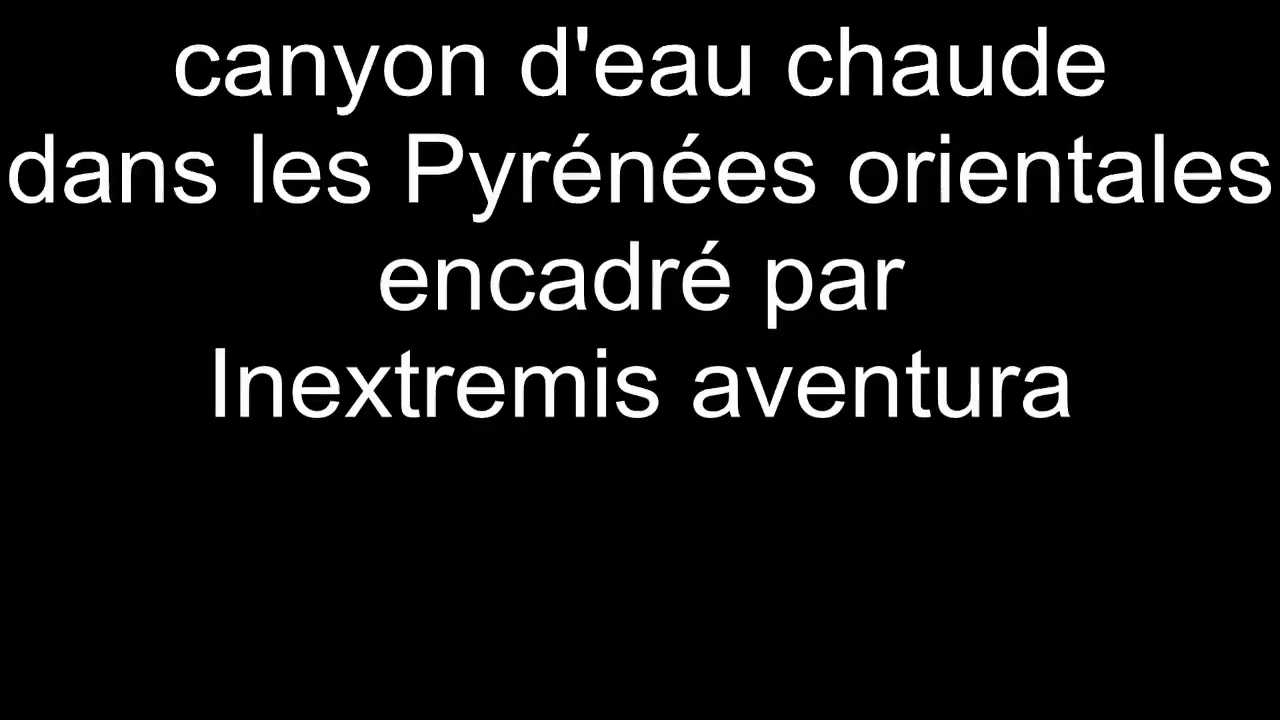 canyon d'eau chaude
dans les Pyrénées orientales
encadré par
Inextremis aventura